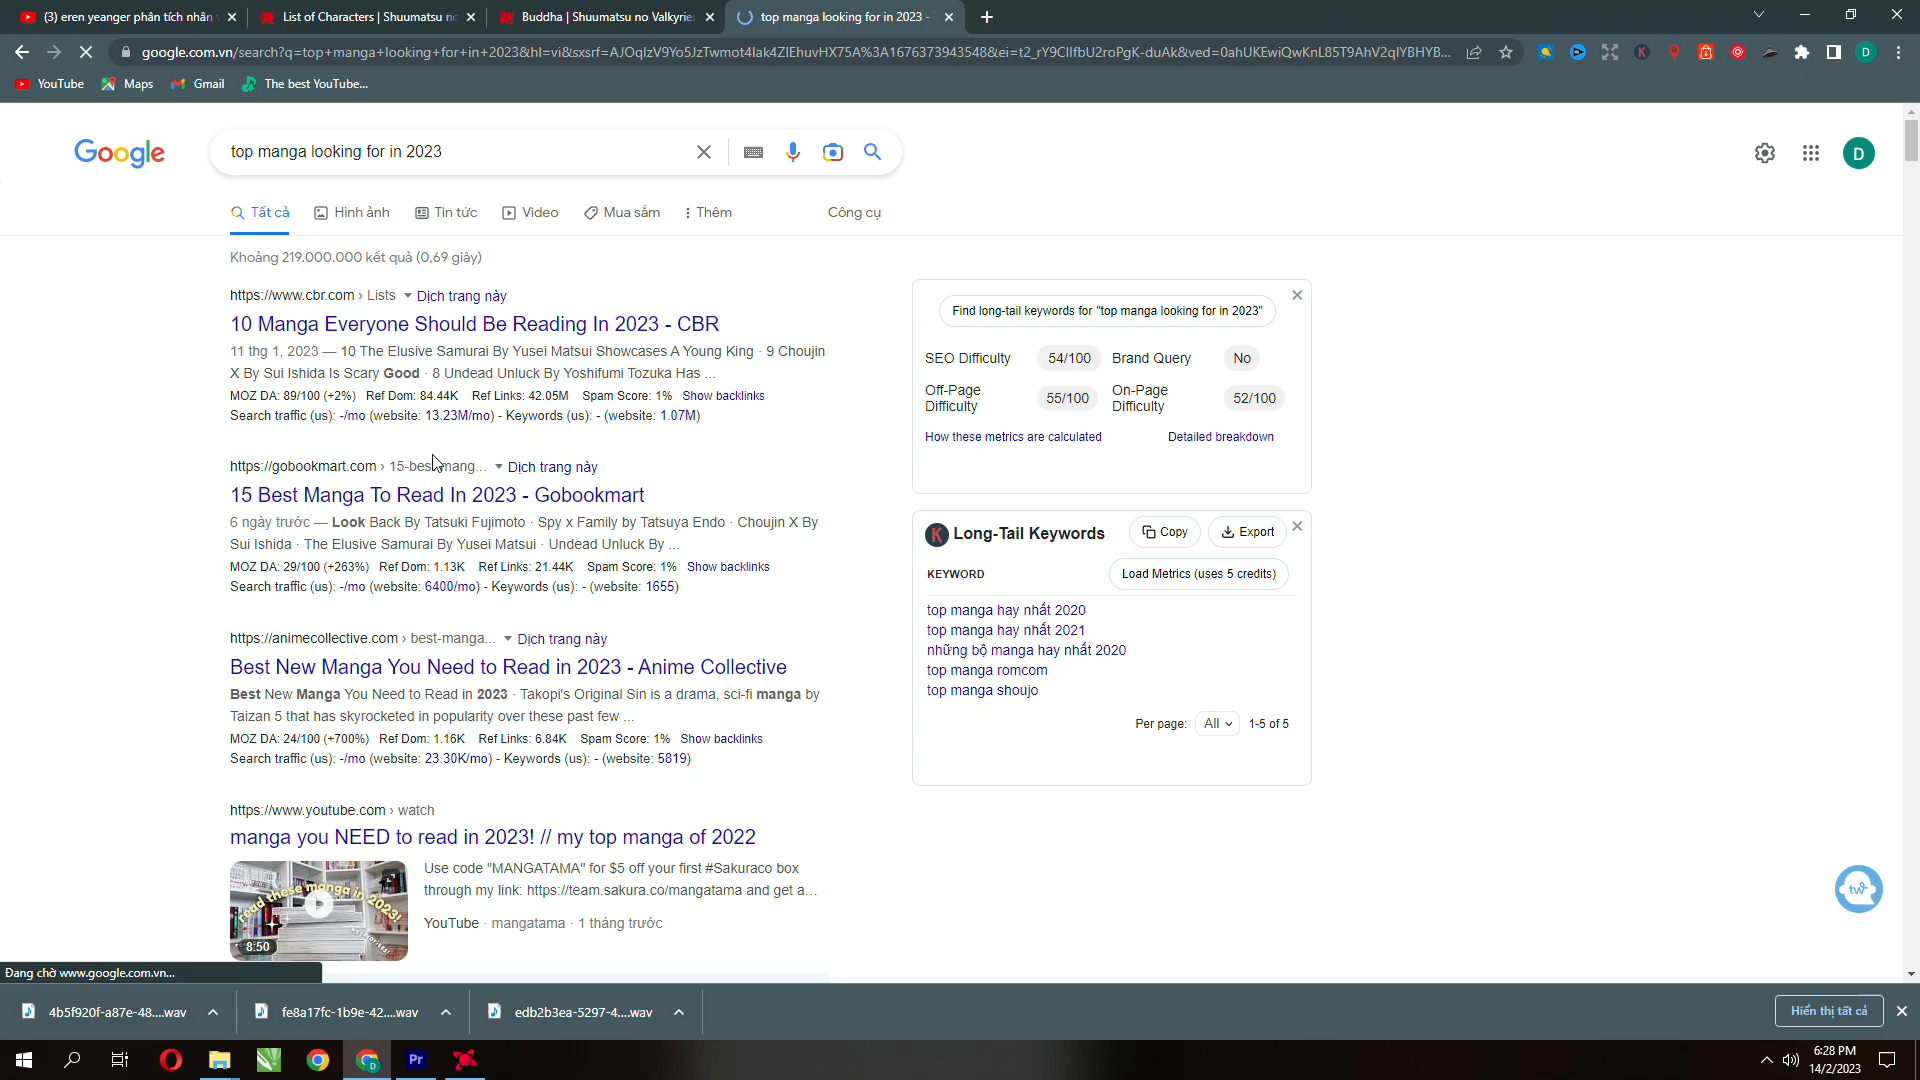 (3) eren yeanger phân tích nhân v
List of Characters | Shuumatsu no
Buddha | Shuumatsu no Valkyrie:
top manga looking for in 2023 -
google.com.vn/search?q=top+manga+looking+for+in+2023&hl=vi&sxsrf=AJOqlzV9Yo5JzTwmot4Iak4ZIEhuvHX75A%3A1676373943548&ei=t2_rY9CIIfbU2roPgK-duAk&ved=0ahUKEwiQwKnL85T9AhV2qlYBHYB...
YouTube
Maps
Gmail
The best YouTube...
Google
top manga looking for in 2023
D
Tất cả
Hình ảnh
Tin tức
Video
Mua sắm
Thêm
Công cụ
Khoảng 219.000.000 kết quả (0,69 giây)
https://www.cbr.com › Lists
Dịch trang này
10 Manga Everyone Should Be Reading In 2023 - CBR
11 thg 1, 2023 — 10 The Elusive Samurai By Yusei Matsui Showcases A Young King · 9 Choujin
X By Sui Ishida Is Scary Good · 8 Undead Unluck By Yoshifumi Tozuka Has ...
MOZ DA: 89/100 (+2%) Ref Dom: 84.44K Ref Links: 42.05M Spam Score: 1% Show backlinks
Search traffic (us): -/mo (website: 13.23M/mo) - Keywords (us): - (website: 1.07M)
https://gobookmart.com › 15-best-mang...
Dịch trang này
15 Best Manga To Read In 2023 - Gobookmart
6 ngày trước — Look Back By Tatsuki Fujimoto · Spy x Family by Tatsuya Endo · Choujin X By
Sui Ishida · The Elusive Samurai By Yusei Matsui · Undead Unluck By ...
MOZ DA: 29/100 (+263%) Ref Dom: 1.13K Ref Links: 21.44K Spam Score: 1% Show backlinks
Search traffic (us): -/mo (website: 6400/mo) - Keywords (us): - (website: 1655)
https://animecollective.com › best-manga...
Dịch trang này
Best New Manga You Need to Read in 2023 - Anime Collective
Best New Manga You Need to Read in 2023 · Takopi's Original Sin is a drama, sci-fi manga by
Taizan 5 that has skyrocketed in popularity over these past few ...
MOZ DA: 24/100 (+700%) Ref Dom: 1.16K Ref Links: 6.84K Spam Score: 1% Show backlinks
Search traffic (us): -/mo (website: 23.30K/mo) - Keywords (us): - (website: 5819)
https://www.youtube.com › watch
manga you NEED to read in 2023! // my top manga of 2022
read these manga in 2023!
8:50
Use code "MANGATAMA" for $5 off your first #Sakuraco box
through my link: https://team.sakura.co/mangatama and get a...
YouTube · mangatama · 1 tháng trước
Find long-tail keywords for "top manga looking for in 2023"
SEO Difficulty
54/100
Brand Query
No
Off-Page
Difficulty
55/100
On-Page
Difficulty
52/100
How these metrics are calculated
Detailed breakdown
K Long-Tail Keywords
Copy
Export
KEYWORD
Load Metrics (uses 5 credits)
top manga hay nhất 2020
top manga hay nhất 2021
những bộ manga hay nhất 2020
top manga romcom
top manga shoujo
Per page:
All
1-5 of 5
Đang chờ www.google.com.vn...
4b5f920f-a87e-48....wav
fe8a17fc-1b9e-42....wav
edb2b3ea-5297-4....wav
Hiển thị tất cả
Pr
6:28 PM
14/2/2023